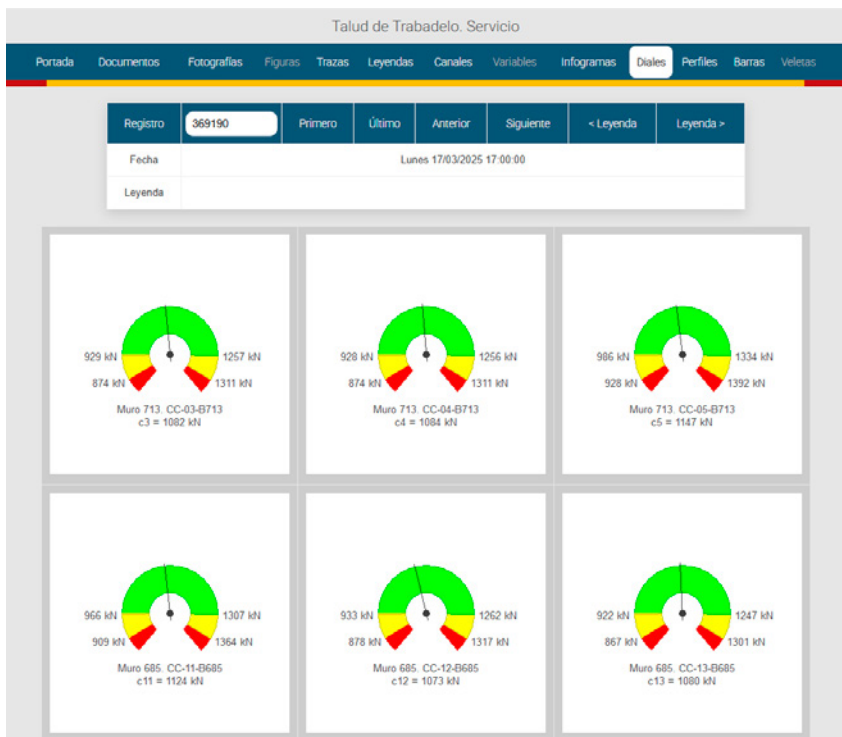 Talud de Trabadelo. Servicio
Portada Documentos Fotografías Figuras Trazas Leyendas Canales Variables Infogramas Diales Perfiles Barras Veletas
Registro 369190 Primero Último Anterior Siguiente < Leyenda Leyenda >
Fecha Lunes 17/03/2025 17:00:00
Leyenda
929 kN 1257 kN 928 kN 1256 kN 986 kN 1334 kN
874 kN 1311 kN 874 kN 1311 kN 928 kN 1392 kN
Muro 713. CC-03-B713 Muro 713. CC-04-B713 Muro 713. CC-05-B713
c3 = 1082 kN c4 = 1084 kN c5 = 1147 kN
966 kN 1307 kN 933 kN 1262 kN 922 kN 1247 kN
909 kN 1364 kN 878 kN 1317 kN 867 kN 1301 kN
Muro 685. CC-11-B685 Muro 685. CC-12-B685 Muro 685. CC-13-B685
c11 = 1124 kN c12 = 1073 kN c13 = 1080 kN